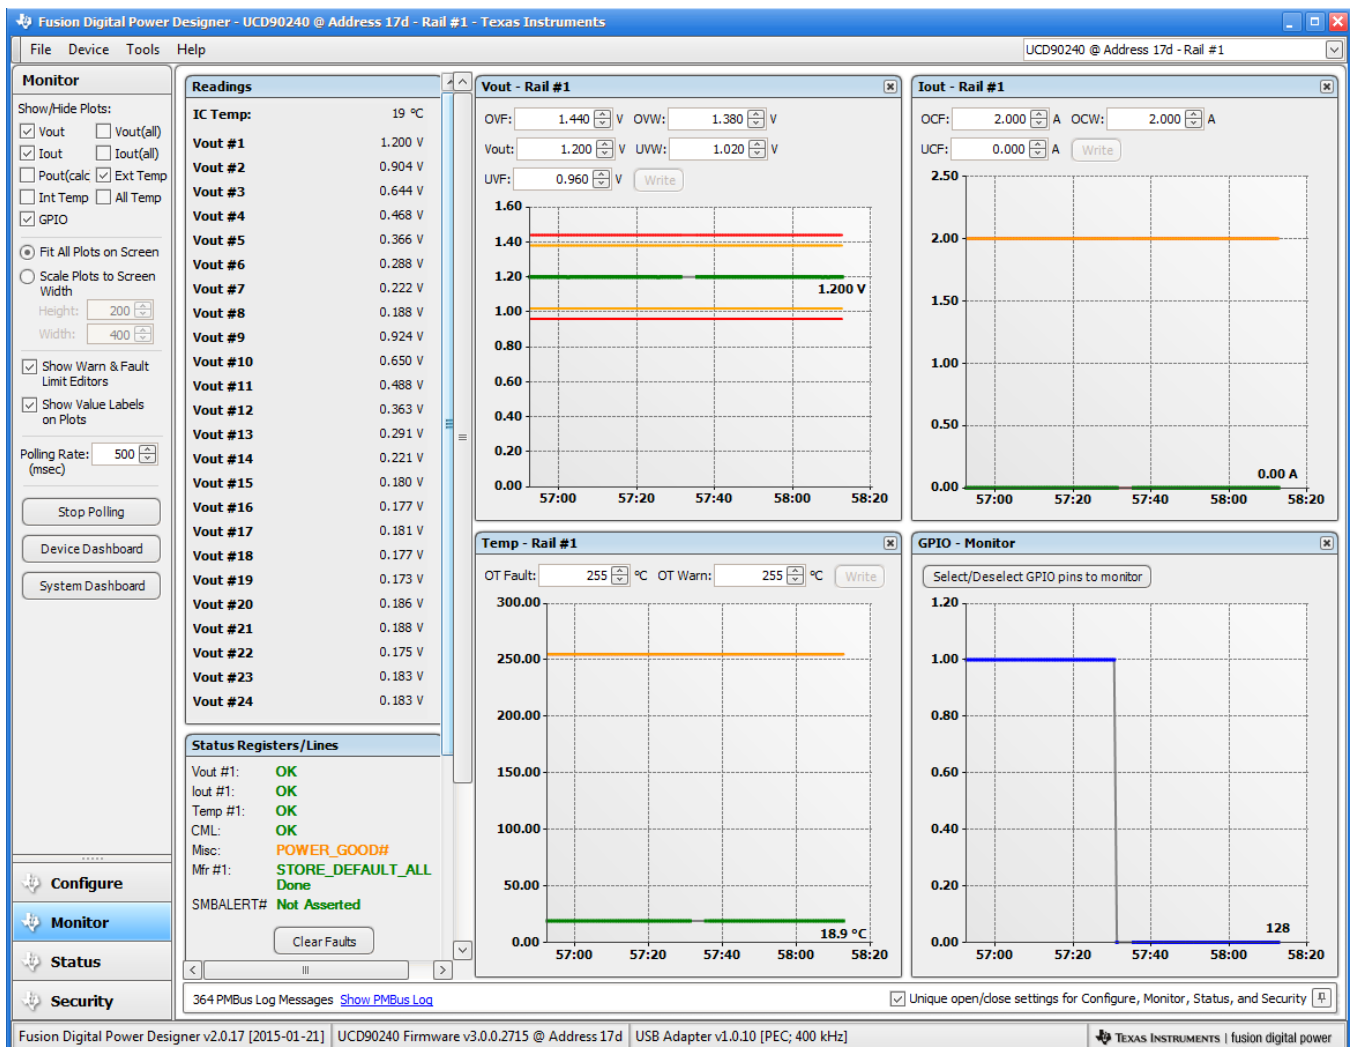 Fusion Digital Power Designer - UCD90240 @ Address 17d - Rail #1 - Texas Instruments
File Device Tools Help
UCD90240 @ Address 17d - Rail #1
Monitor
Show/Hide Plots:
Vout Vout(all)
Iout Iout(all)
Pout(calc Ext Temp
Int Temp All Temp
GPIO
Fit All Plots on Screen
Scale Plots to Screen
Width
Height: 200
Width: 400
Show Warn & Fault
Limit Editors
Show Value Labels
on Plots
Polling Rate: 500
(msec)
Stop Polling
Device Dashboard
System Dashboard
Configure
Monitor
Status
Security
Readings
IC Temp: 19 °C
Vout #1 1.200 V
Vout #2 0.904 V
Vout #3 0.644 V
Vout #4 0.468 V
Vout #5 0.366 V
Vout #6 0.288 V
Vout #7 0.222 V
Vout #8 0.188 V
Vout #9 0.924 V
Vout #10 0.650 V
Vout #11 0.488 V
Vout #12 0.363 V
Vout #13 0.291 V
Vout #14 0.221 V
Vout #15 0.180 V
Vout #16 0.177 V
Vout #17 0.181 V
Vout #18 0.177 V
Vout #19 0.173 V
Vout #20 0.186 V
Vout #21 0.188 V
Vout #22 0.175 V
Vout #23 0.183 V
Vout #24 0.183 V
Status Registers/Lines
Vout #1: OK
Iout #1: OK
Temp #1: OK
CML: OK
Misc: POWER_GOOD#
Mfr #1: STORE_DEFAULT_ALL
Done
SMBALERT# Not Asserted
Clear Faults
Vout - Rail #1
OVF: 1.440 V OVW: 1.380 V
Vout: 1.200 V UVW: 1.020 V
UVF: 0.960 V Write
1.60
1.40
1.20
1.200 V
1.00
0.80
0.60
0.40
0.20
0.00
57:00 57:20 57:40 58:00 58:20
Iout - Rail #1
OCF: 2.000 A OCW: 2.000 A
UCF: 0.000 A Write
2.50
2.00
1.50
1.00
0.50
0.00 A
0.00
57:00 57:20 57:40 58:00 58:20
Temp - Rail #1
OT Fault: 255 °C OT Warn: 255 °C Write
300.00
250.00
200.00
150.00
100.00
50.00
18.9 °C
0.00
57:00 57:20 57:40 58:00 58:20
GPIO - Monitor
Select/Deselect GPIO pins to monitor
1.20
1.00
0.80
0.60
0.40
0.20
128
0.00
57:00 57:20 57:40 58:00 58:20
364 PMBus Log Messages Show PMBus Log
Unique open/close settings for Configure, Monitor, Status, and Security
Fusion Digital Power Designer v2.0.17 [2015-01-21] UCD90240 Firmware v3.0.0.2715 @ Address 17d USB Adapter v1.0.10 [PEC; 400 kHz]
TEXAS INSTRUMENTS | fusion digital power